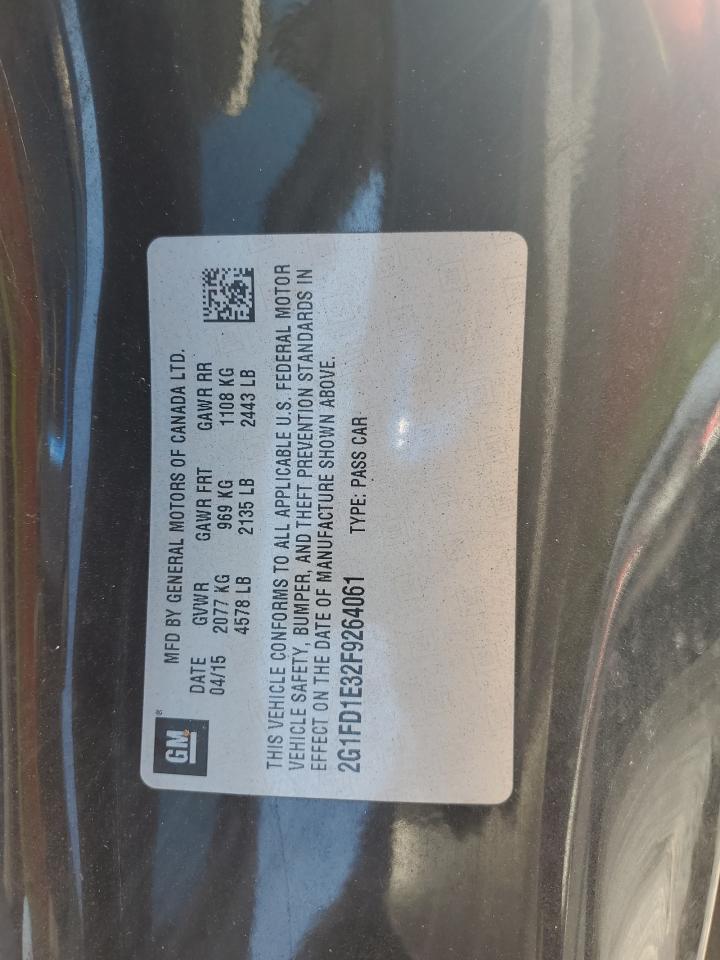 GM ®
MFD BY GENERAL MOTORS OF CANADA LTD.
DATE GVWR GAWR FRT GAWR RR
04/15 2077 KG 969 KG 1108 KG
4578 LB 2135 LB 2443 LB
THIS VEHICLE CONFORMS TO ALL APPLICABLE U.S. FEDERAL MOTOR
VEHICLE SAFETY, BUMPER, AND THEFT PREVENTION STANDARDS IN
EFFECT ON THE DATE OF MANUFACTURE SHOWN ABOVE.
2G1FD1E32F9264061 TYPE: PASS CAR